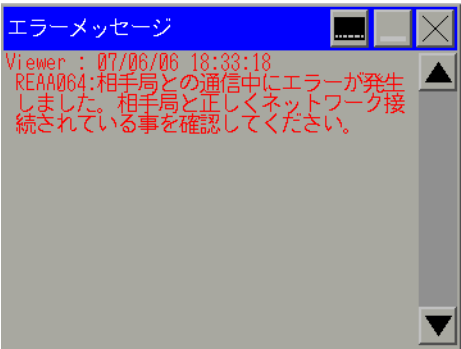 エラーメッセージ
Viewer : 07/06/06 18:33:18
REAA064:相手局との通信中にエラーが発生
しました。相手局と正しくネットワーク接
続されている事を確認してください。